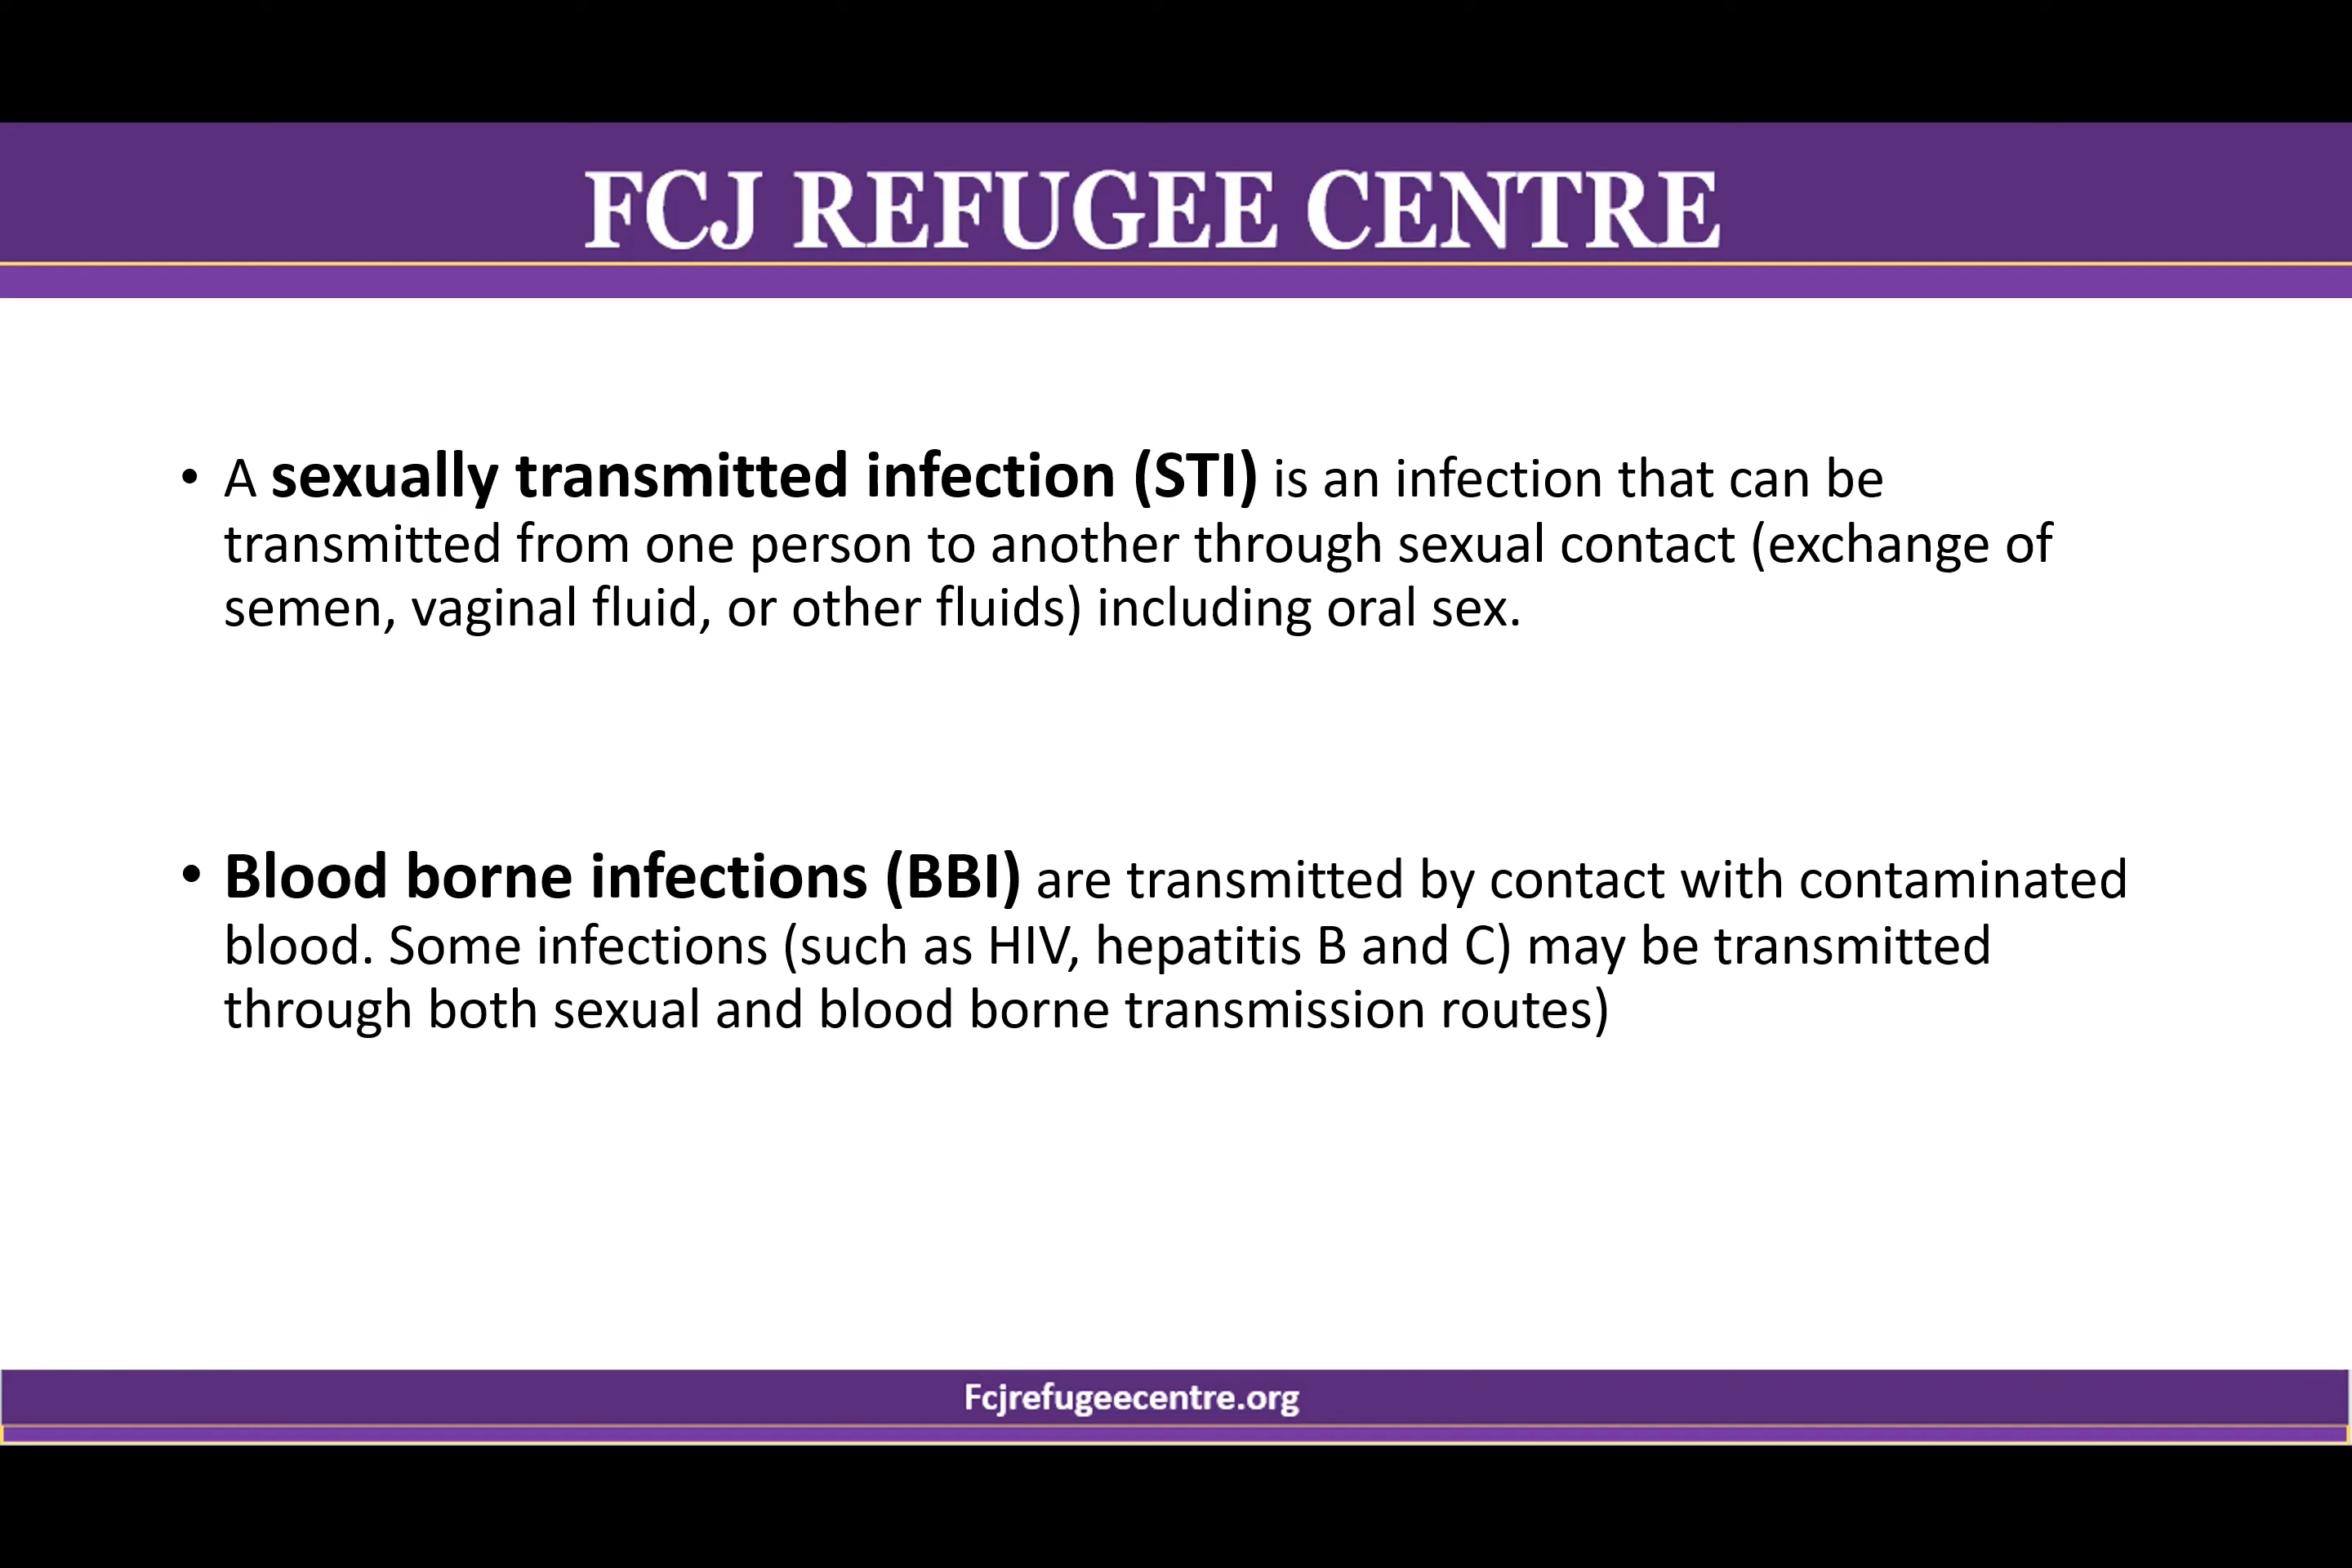 FCJ REFUGEE CENTRE
• A sexually transmitted infection (STI) is an infection that can be
transmitted from one person to another through sexual contact (exchange of
semen, vaginal fluid, or other fluids) including oral sex.
• Blood borne infections (BBI) are transmitted by contact with contaminated
blood. Some infections (such as HIV, hepatitis B and C) may be transmitted
through both sexual and blood borne transmission routes)
Fcjrefugeecentre.org